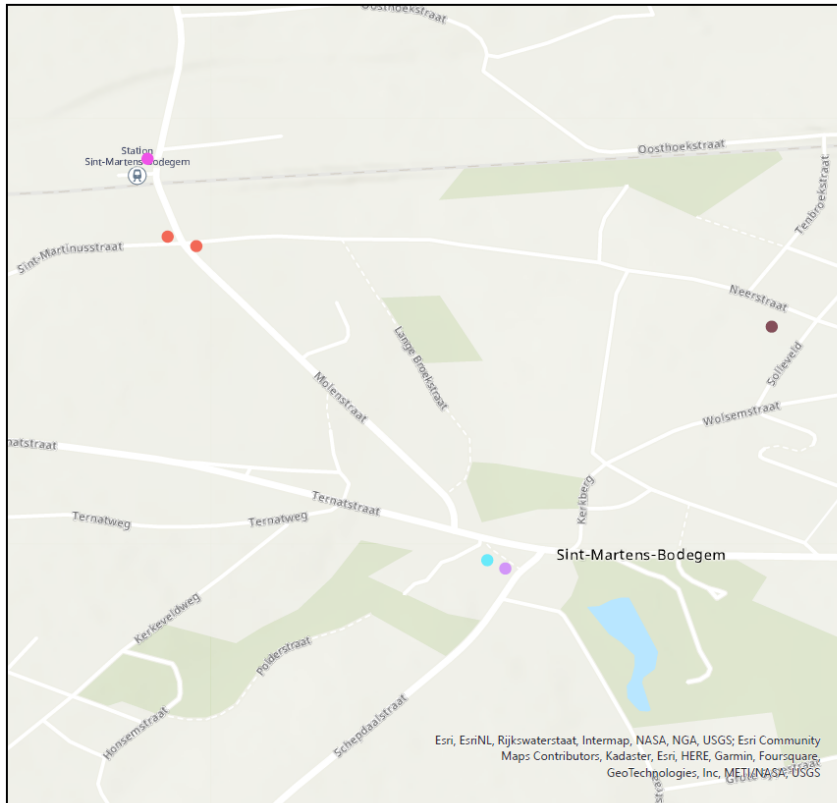 Oosthoekstraat
Station
Sint-Martens-Bodegem
Oosthoekstraat
Tenbroekstraat
Sint-Martinusstraat
Neerstraat
Lange Broekstraat
Solleveld
Molenstraat
Wolsemstraat
natstraat
Ternatstraat
Kerkberg
Ternatweg
Ternatweg
Sint-Martens-Bodegem
Kerkeveldweg
Polderstraat
Honsemstraat
Schepdaalstraat
Esri, EsriNL, Rijkswaterstaat, Intermap, NASA, NGA, USGS; Esri Community
Maps Contributors, Kadaster, Esri, HERE, Garmin, Foursquare,
GeoTechnologies, Inc, METI/NASA, USGS